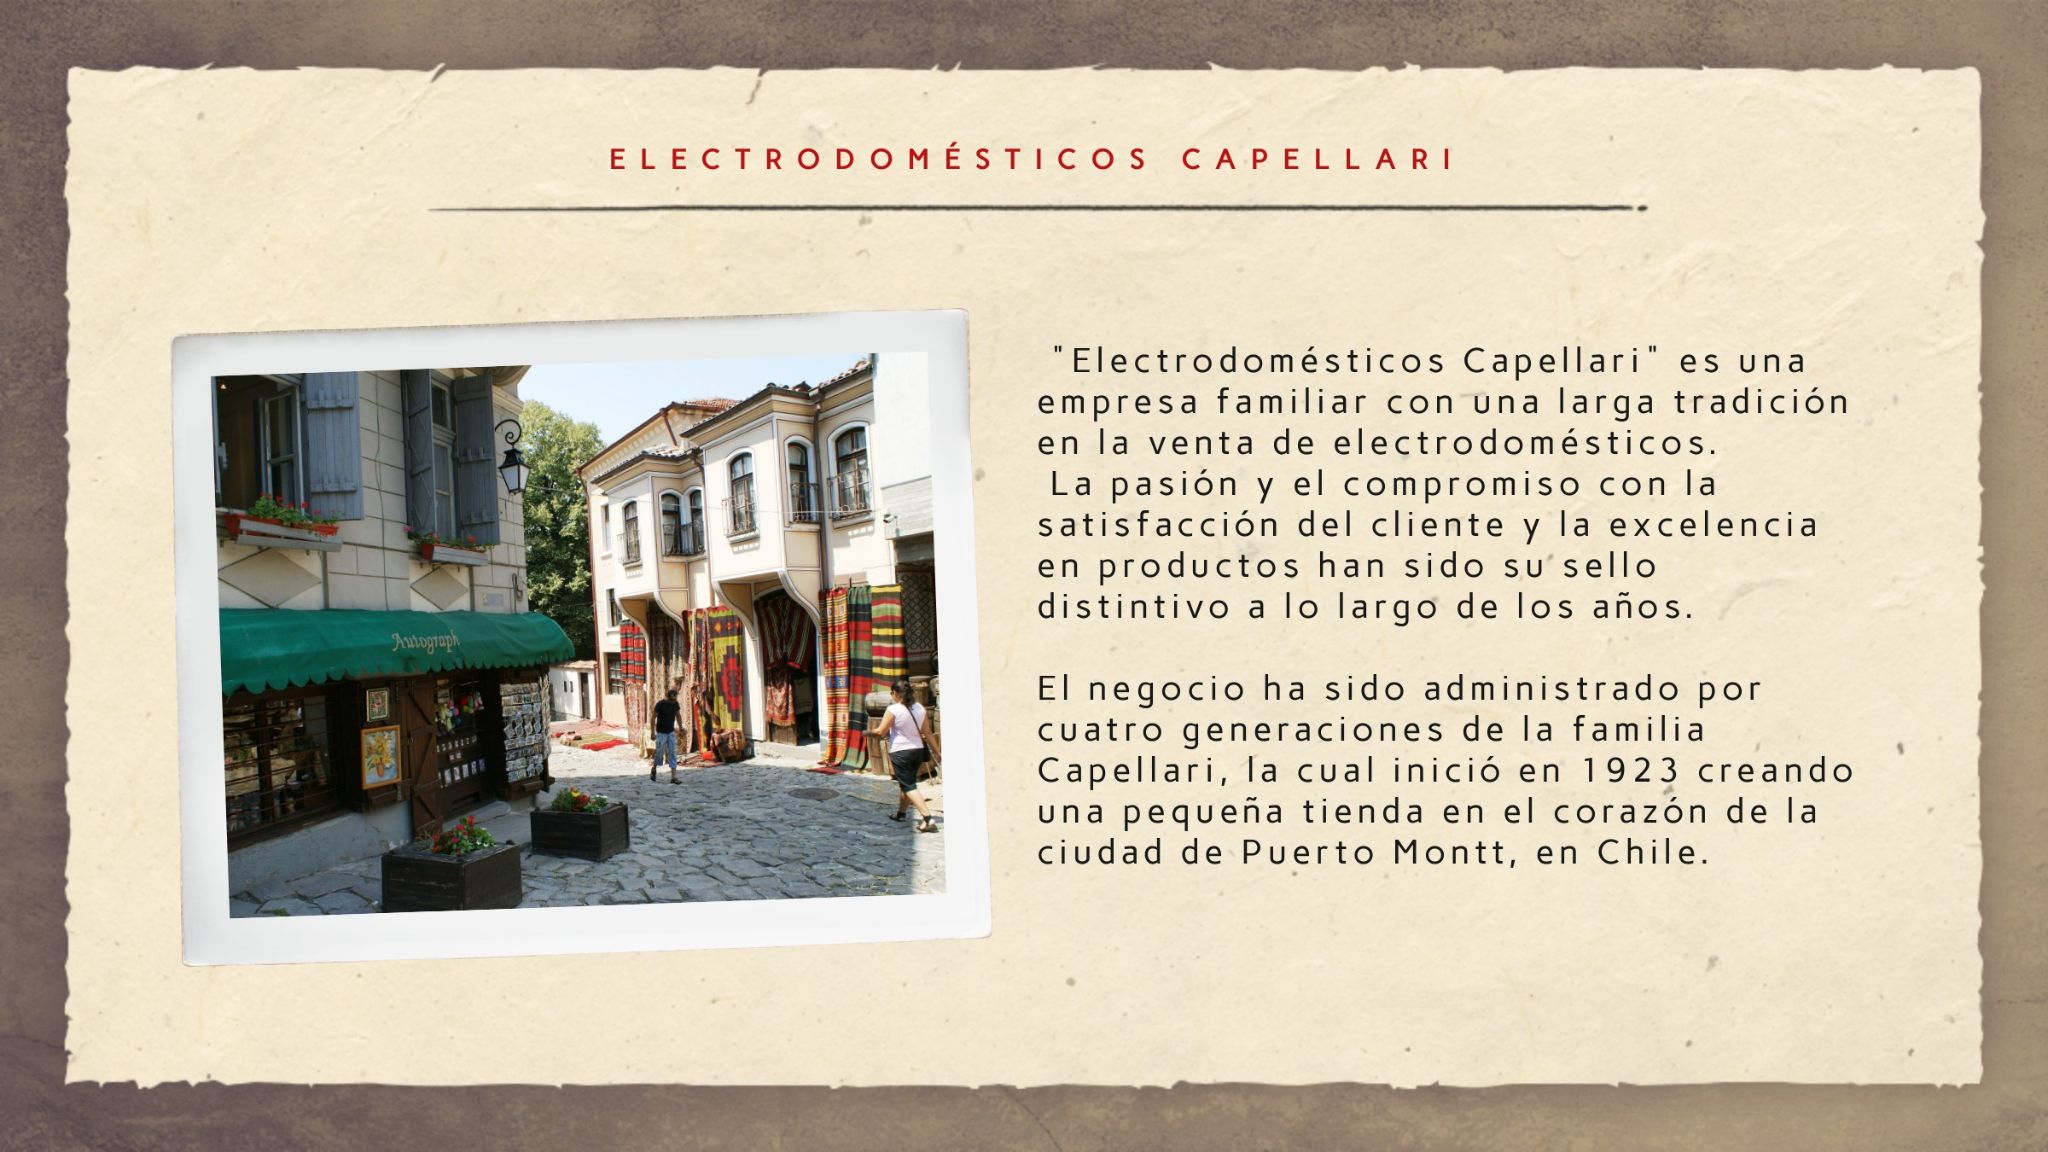 ELECTRODOMÉSTICOS CAPELLARI
Autograph
"Electrodomésticos Capellari" es una
empresa familiar con una larga tradición
en la venta de electrodomésticos.
La pasión y el compromiso con la
satisfacción del cliente y la excelencia
en productos han sido su sello
distintivo a lo largo de los años.
El negocio ha sido administrado por
cuatro generaciones de la familia
Capellari, la cual inició en 1923 creando
una pequeña tienda en el corazón de la
ciudad de Puerto Montt, en Chile.